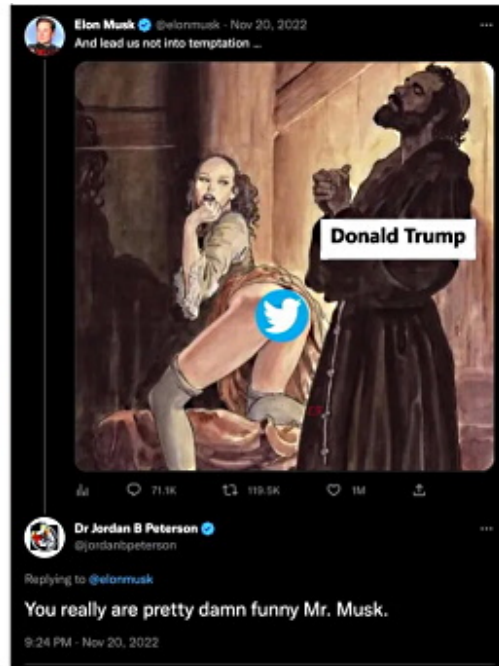 Elon Musk @elonmusk · Nov 20, 2022
And lead us not into temptation ...
Donald Trump
71.1K 119.5K 1M
Dr Jordan B Peterson
@jordanbpeterson
Replying to @elonmusk
You really are pretty damn funny Mr. Musk.
9:24 PM · Nov 20, 2022